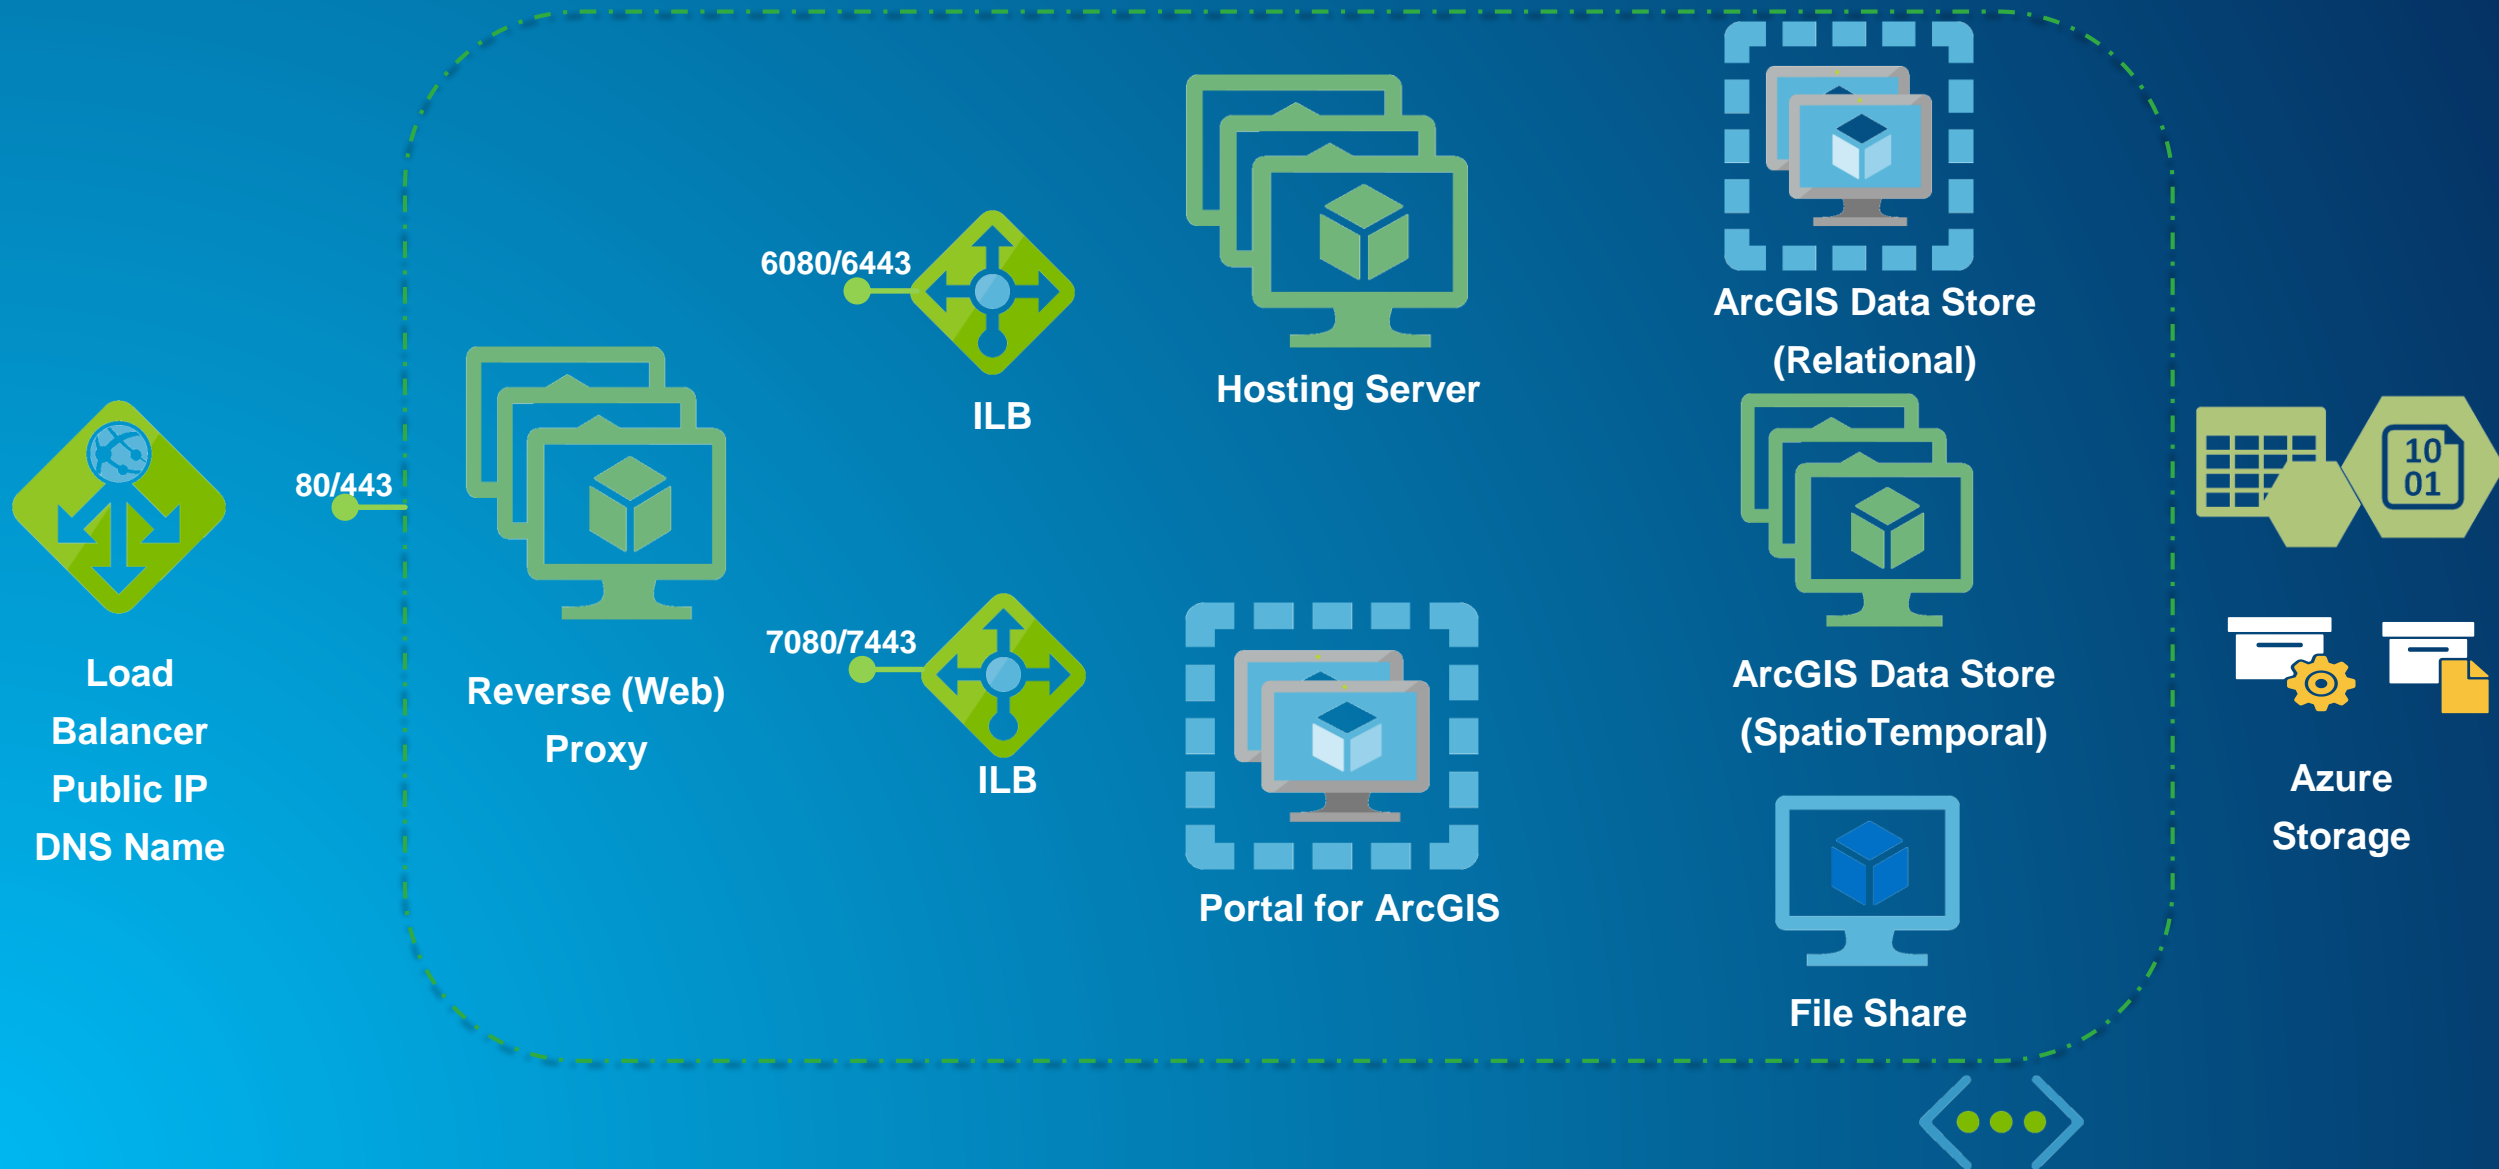 Load
Balancer
Public IP
DNS Name
80/443
Reverse (Web)
Proxy
6080/6443
ILB
7080/7443
ILB
Hosting Server
Portal for ArcGIS
ArcGIS Data Store
(Relational)
ArcGIS Data Store
(SpatioTemporal)
File Share
10
01
Azure
Storage